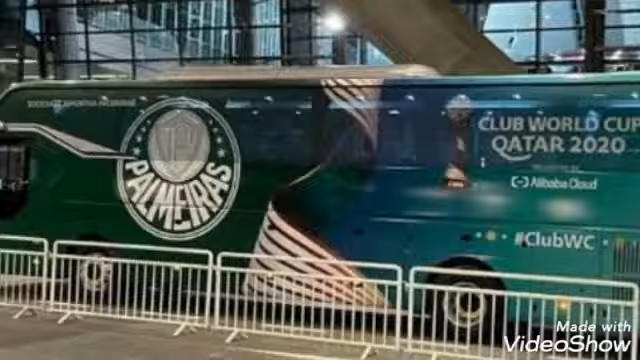 SOCIEDADE ESPORTIVA PALMEIRAS
PALMEIRAS
CLUB WORLD CUP
QATAR 2020
Alibaba Cloud
#ClubWC
Made with
VideoShow